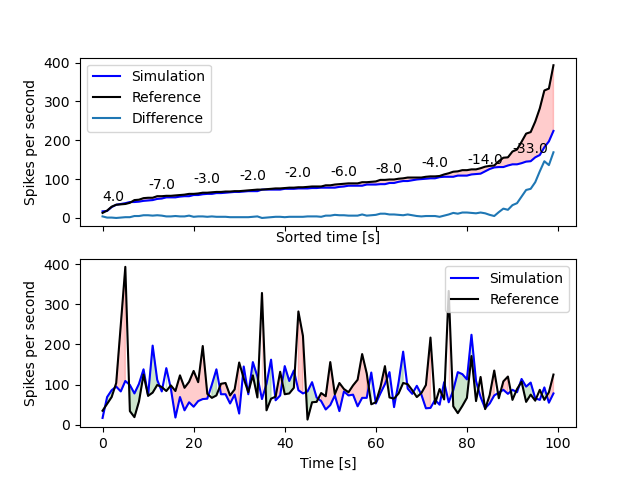 Spikes per second
400
300
200
100
0
Simulation
Reference
Difference
4.0
-7.0
-3.0
-2.0
-2.0
-6.0
-8.0
-4.0
-14.0
-33.0
Sorted time [s]
Spikes per second
400
300
200
100
0
Simulation
Reference
0
20
40
60
80
100
Time [s]